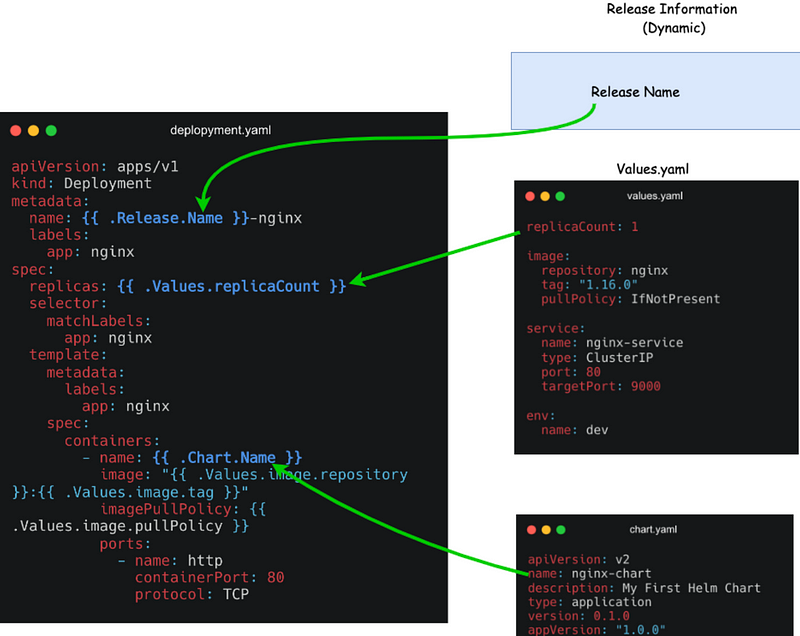 Release Information
(Dynamic)
Release Name
deplopyment.yaml
apiVersion: apps/v1
kind: Deployment
metadata:
  name: {{ .Release.Name }}-nginx
  labels:
    app: nginx
spec:
  replicas: {{ .Values.replicaCount }}
  selector:
    matchLabels:
      app: nginx
  template:
    metadata:
      labels:
        app: nginx
    spec:
      containers:
        - name: {{ .Chart.Name }}
          image: "{{ .Values.image.repository
}}:{{ .Values.image.tag }}"
          imagePullPolicy: {{
.Values.image.pullPolicy }}
          ports:
            - name: http
              containerPort: 80
              protocol: TCP
Values.yaml
values.yaml
replicaCount: 1
image:
  repository: nginx
  tag: "1.16.0"
  pullPolicy: IfNotPresent
service:
  name: nginx-service
  type: ClusterIP
  port: 80
  targetPort: 9000
env:
  name: dev
chart.yaml
apiVersion: v2
name: nginx-chart
description: My First Helm Chart
type: application
version: 0.1.0
appVersion: "1.0.0"